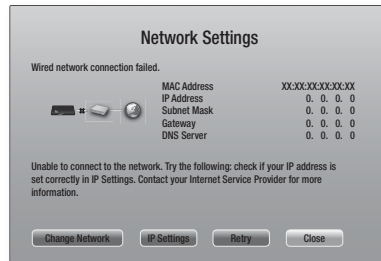 Network Settings
Wired network connection failed.
MAC Address XX:XX:XX:XX:XX:XX
IP Address 0. 0. 0. 0
Subnet Mask 0. 0. 0. 0
Gateway 0. 0. 0. 0
DNS Server 0. 0. 0. 0
Unable to connect to the network. Try the following: check if your IP address is
set correctly in IP Settings. Contact your Internet Service Provider for more
information.
Change Network IP Settings Retry Close